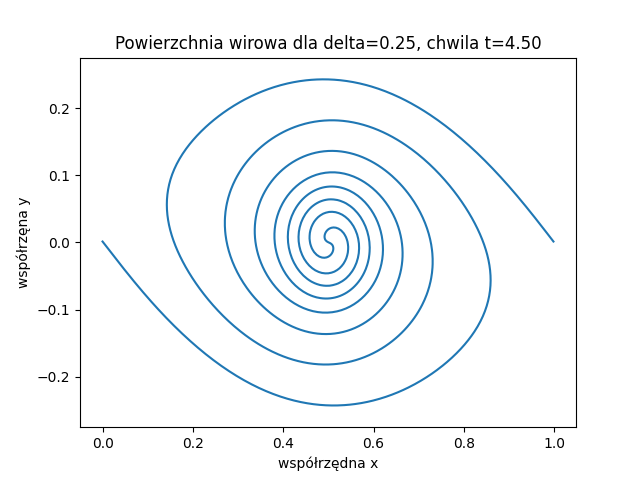 Powierzchnia wirowa dla delta=0.25, chwila t=4.50
współrzęna y
0.2
0.1
0.0
−0.1
−0.2
0.0 0.2 0.4 0.6 0.8 1.0
współrzędna x